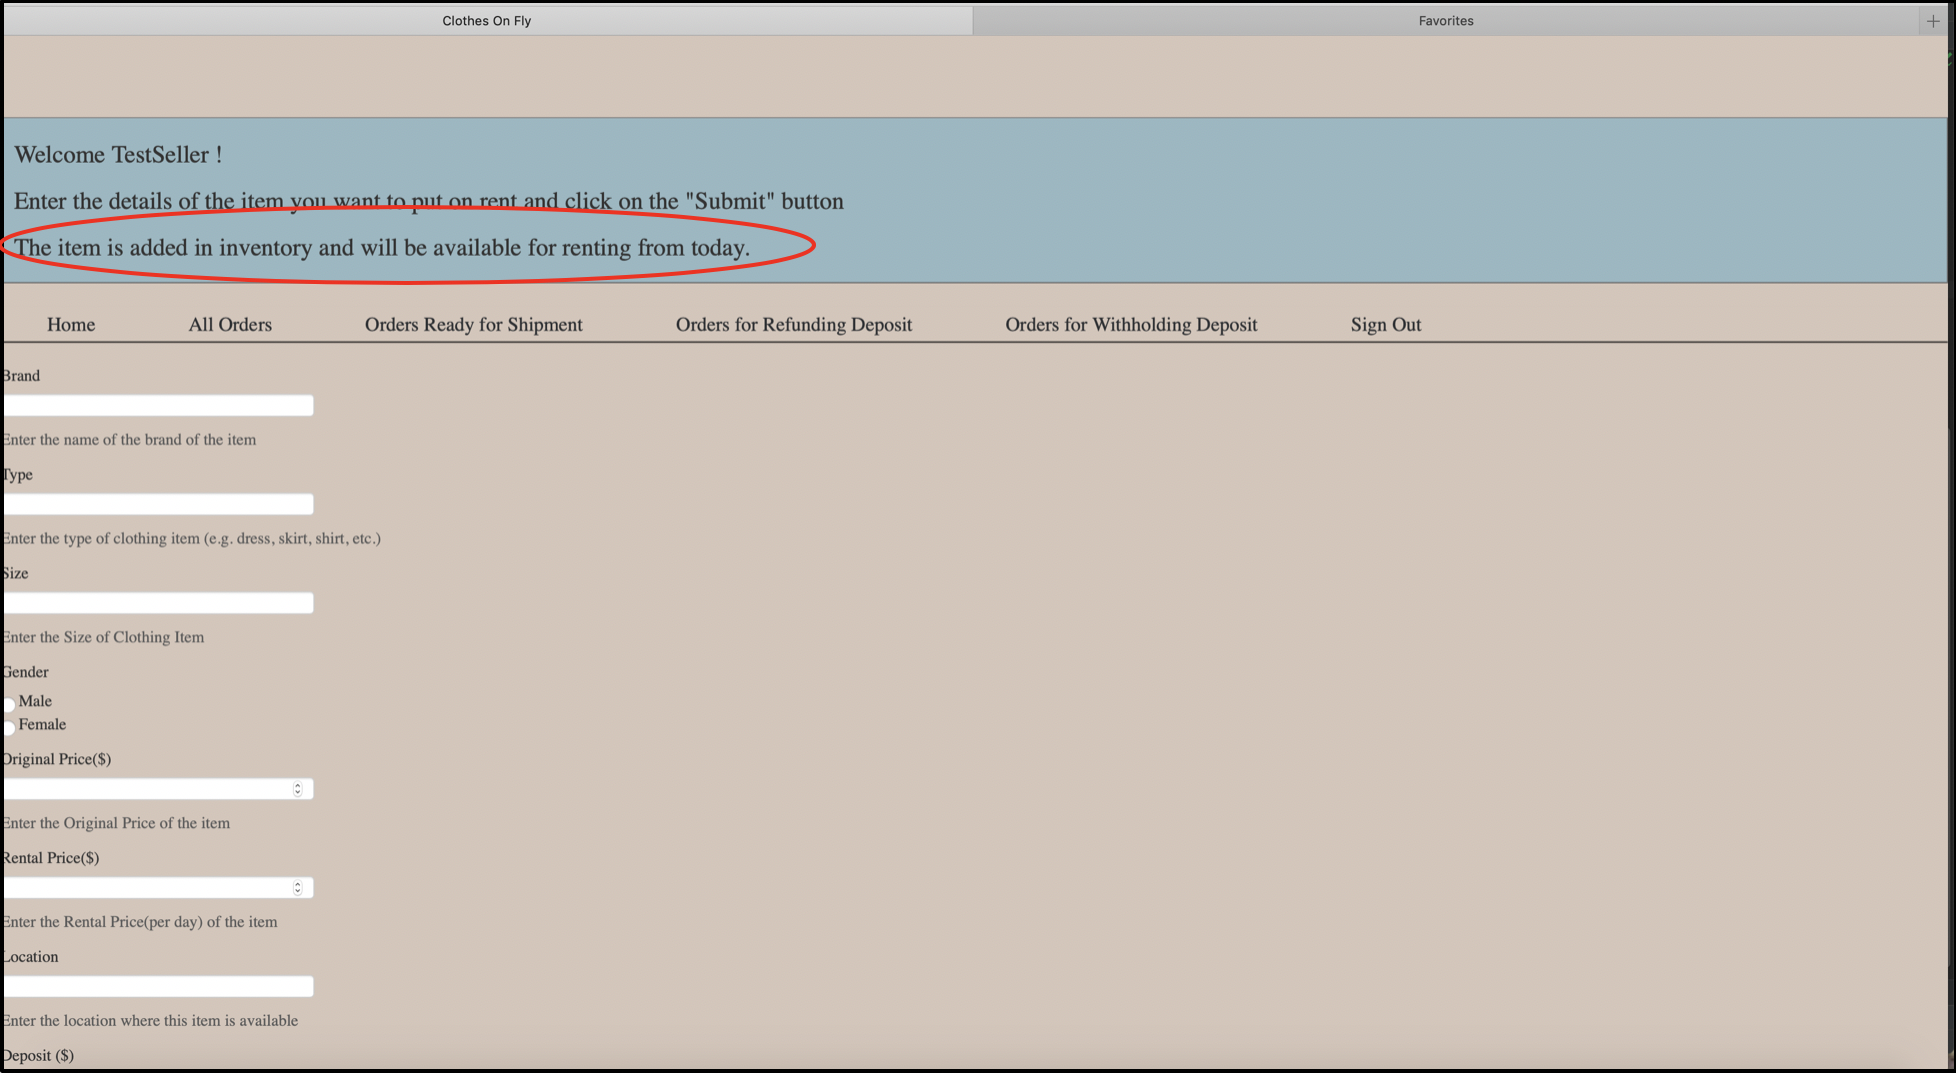 Clothes On Fly
Favorites
Welcome TestSeller !
Enter the details of the item you want to put on rent and click on the "Submit" button
The item is added in inventory and will be available for renting from today.
Home All Orders Orders Ready for Shipment Orders for Refunding Deposit Orders for Withholding Deposit Sign Out
Brand
Enter the name of the brand of the item
Type
Enter the type of clothing item (e.g. dress, skirt, shirt, etc.)
Size
Enter the Size of Clothing Item
Gender
Male
Female
Original Price($)
Enter the Original Price of the item
Rental Price($)
Enter the Rental Price(per day) of the item
Location
Enter the location where this item is available
Deposit ($)